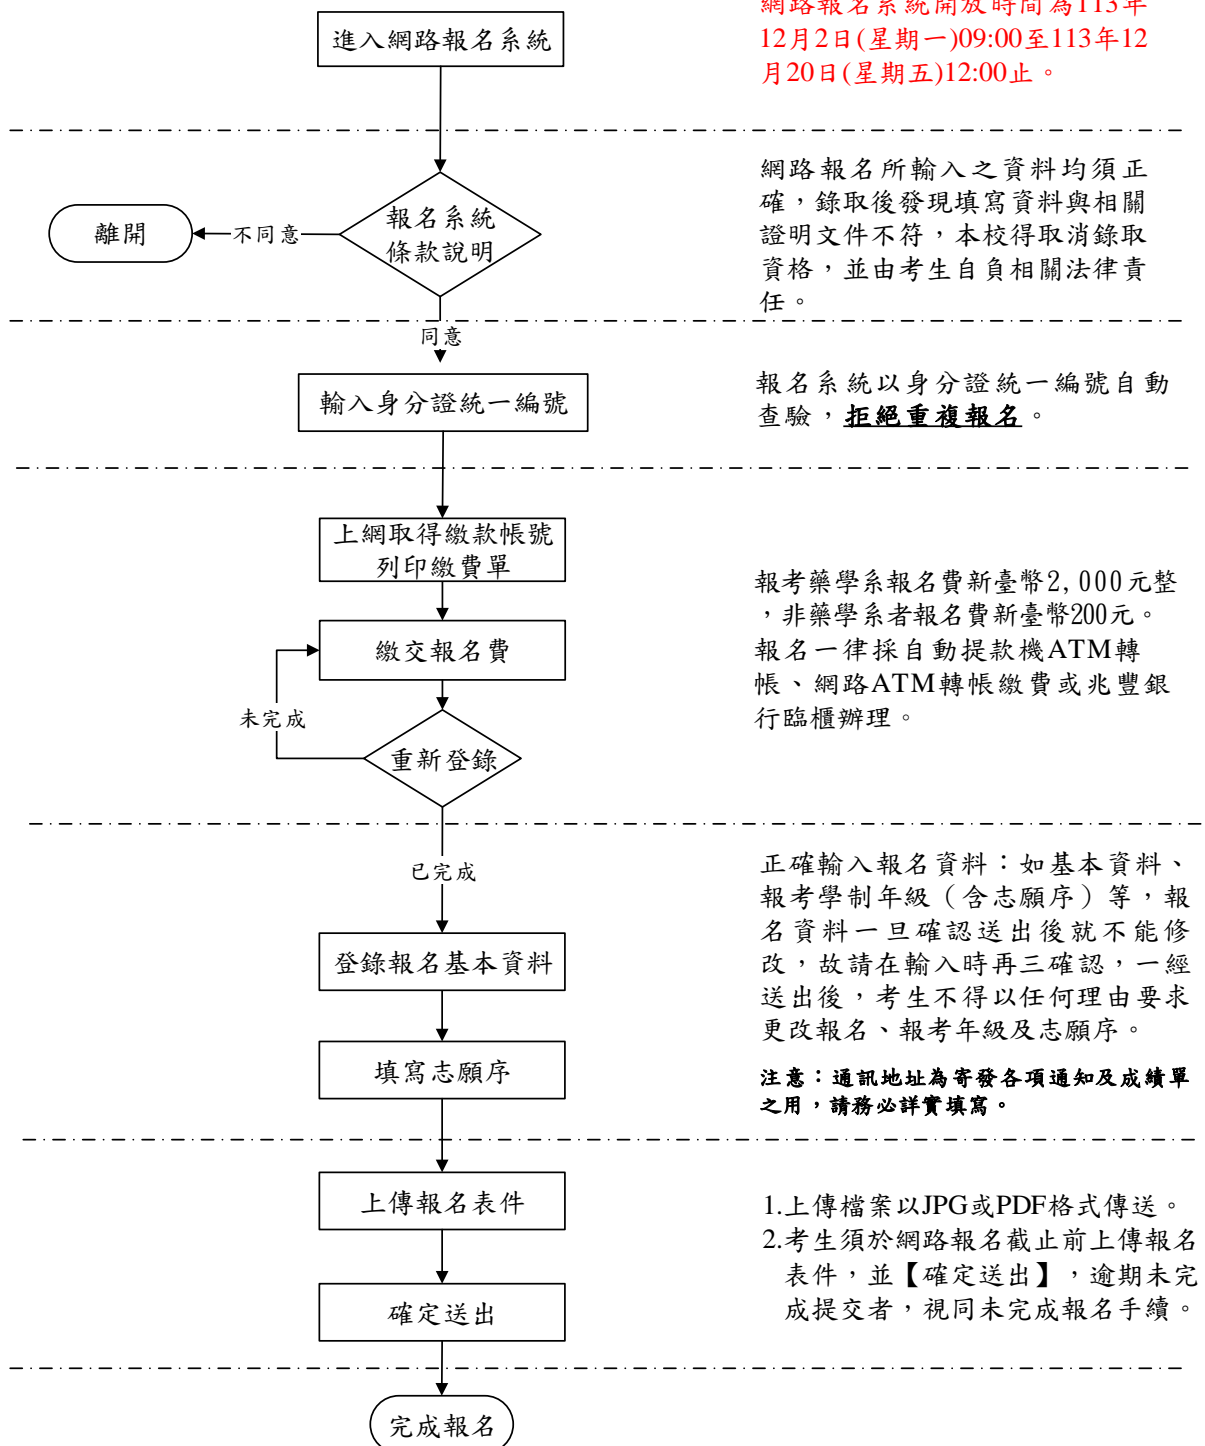 網路報名系統開放時間為113年
12月2日(星期一)09:00至113年12
月20日(星期五)12:00止。
進入網路報名系統
網路報名所輸入之資料均須正
確，錄取後發現填寫資料與相關
證明文件不符，本校得取消錄取
資格，並由考生自負相關法律責
任。
報名系統
條款說明
不同意
離開
同意
輸入身分證統一編號
報名系統以身分證統一編號自動
查驗，拒絕重複報名。
上網取得繳款帳號
列印繳費單
繳交報名費
未完成
重新登錄
報考藥學系報名費新臺幣2,000元整
，非藥學系者報名費新臺幣200元。
報名一律採自動提款機ATM轉
帳、網路ATM轉帳繳費或兆豐銀
行臨櫃辦理。
已完成
登錄報名基本資料
填寫志願序
正確輸入報名資料：如基本資料、
報考學制年級（含志願序）等，報
名資料一旦確認送出後就不能修
改，故請在輸入時再三確認，一經
送出後，考生不得以任何理由要求
更改報名、報考年級及志願序。
注意：通訊地址為寄發各項通知及成績單
之用，請務必詳實填寫。
上傳報名表件
確定送出
1.上傳檔案以JPG或PDF格式傳送。
2.考生須於網路報名截止前上傳報名
表件，並【確定送出】，逾期未完
成提交者，視同未完成報名手續。
完成報名